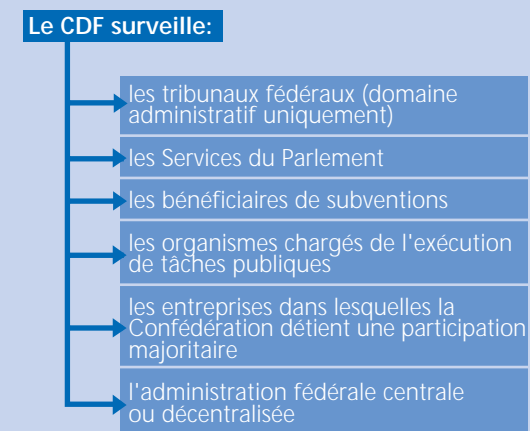 Le CDF surveille:
les tribunaux fédéraux (domaine
administratif uniquement)
les Services du Parlement
les bénéficiaires de subventions
les organismes chargés de l'exécution
de tâches publiques
les entreprises dans lesquelles la
Confédération détient une participation
majoritaire
l'administration fédérale centrale
ou décentralisée